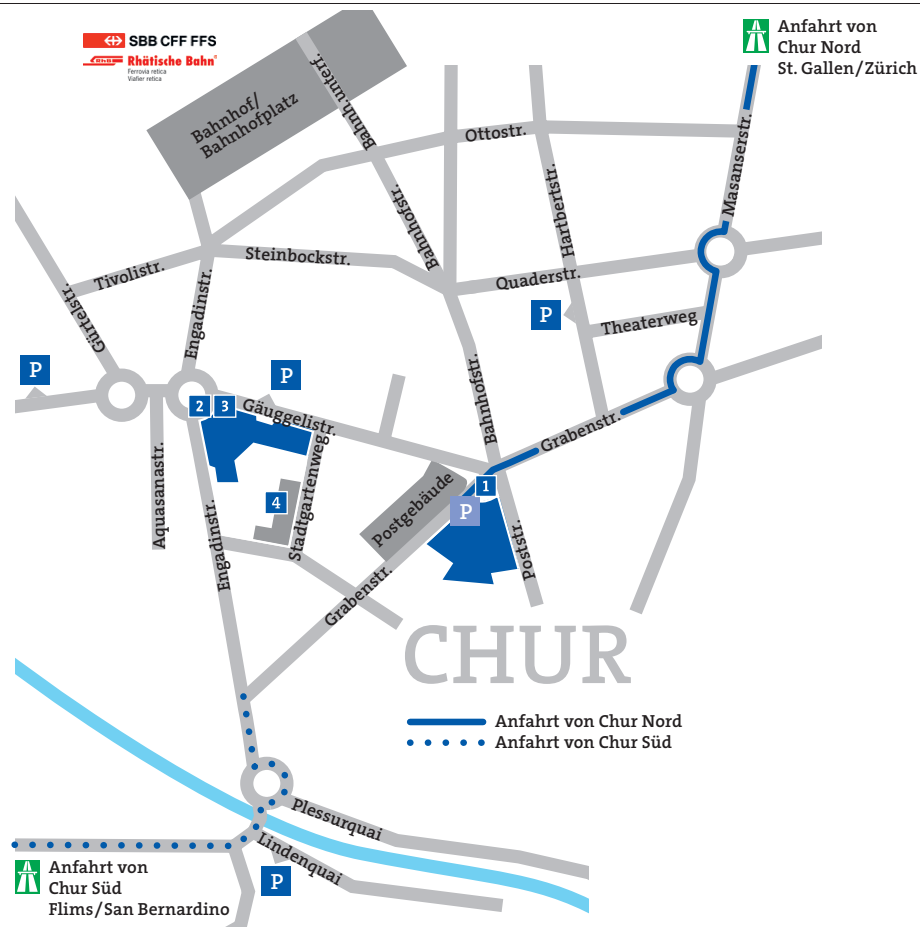 SBB CFF FFS
RhB
Rhätische Bahn
Ferrovia retica
Viafier retica
Anfahrt von
Chur Nord
St. Gallen/Zürich
Bahnhof/
Bahnhofplatz
Bahnh.unterf.
Ottostr.
Masanserstr.
Hartbertstr.
Bahnhofstr.
Steinbockstr.
Tivolistr.
Quaderstr.
Gürtelstr.
Engadinstr.
P
Theaterweg
P
P
2
3
Gäuggelistr.
Bahnhofstr.
Grabenstr.
Aquasanastr.
Stadtgartenweg
4
Postgebäude
1
P
Engadinstr.
Poststr.
Grabenstr.
CHUR
Anfahrt von Chur Nord
Anfahrt von Chur Süd
Plessurquai
Lindenquai
P
Anfahrt von
Chur Süd
Flims/San Bernardino